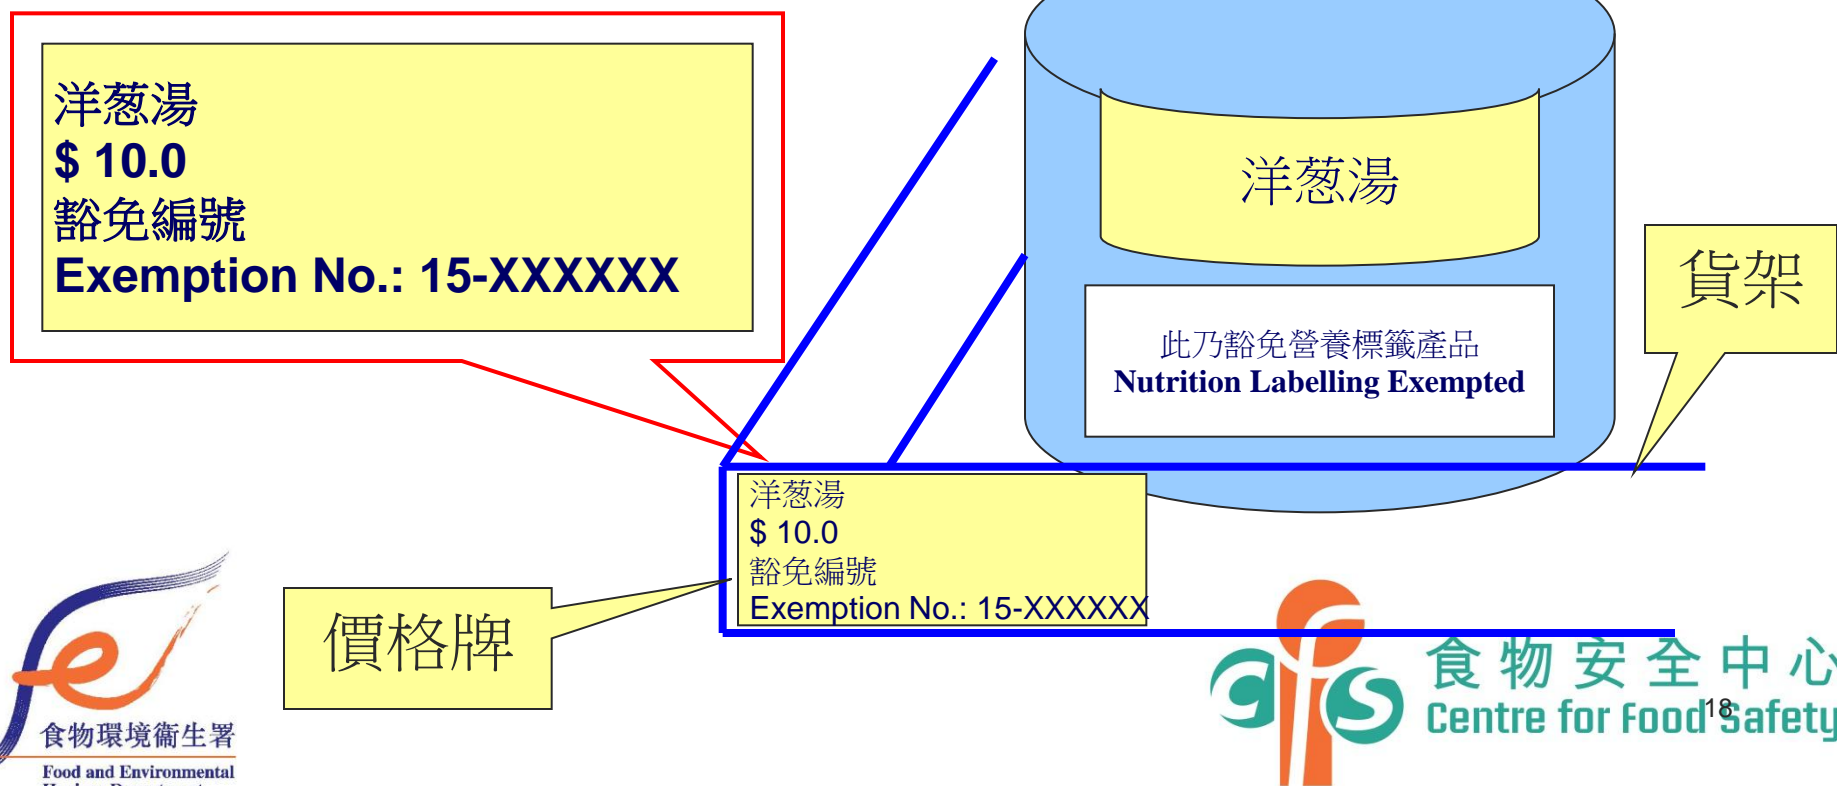 洋葱湯
$ 10.0
豁免編號
Exemption No.: 15-XXXXXX
洋葱湯
此乃豁免營養標籤產品
Nutrition Labelling Exempted
貨架
洋葱湯
$ 10.0
豁免編號
Exemption No.: 15-XXXXXX
價格牌
食物環境衞生署
Food and Environmental
cfs
食物安全中心
Centre for Food Safety
18